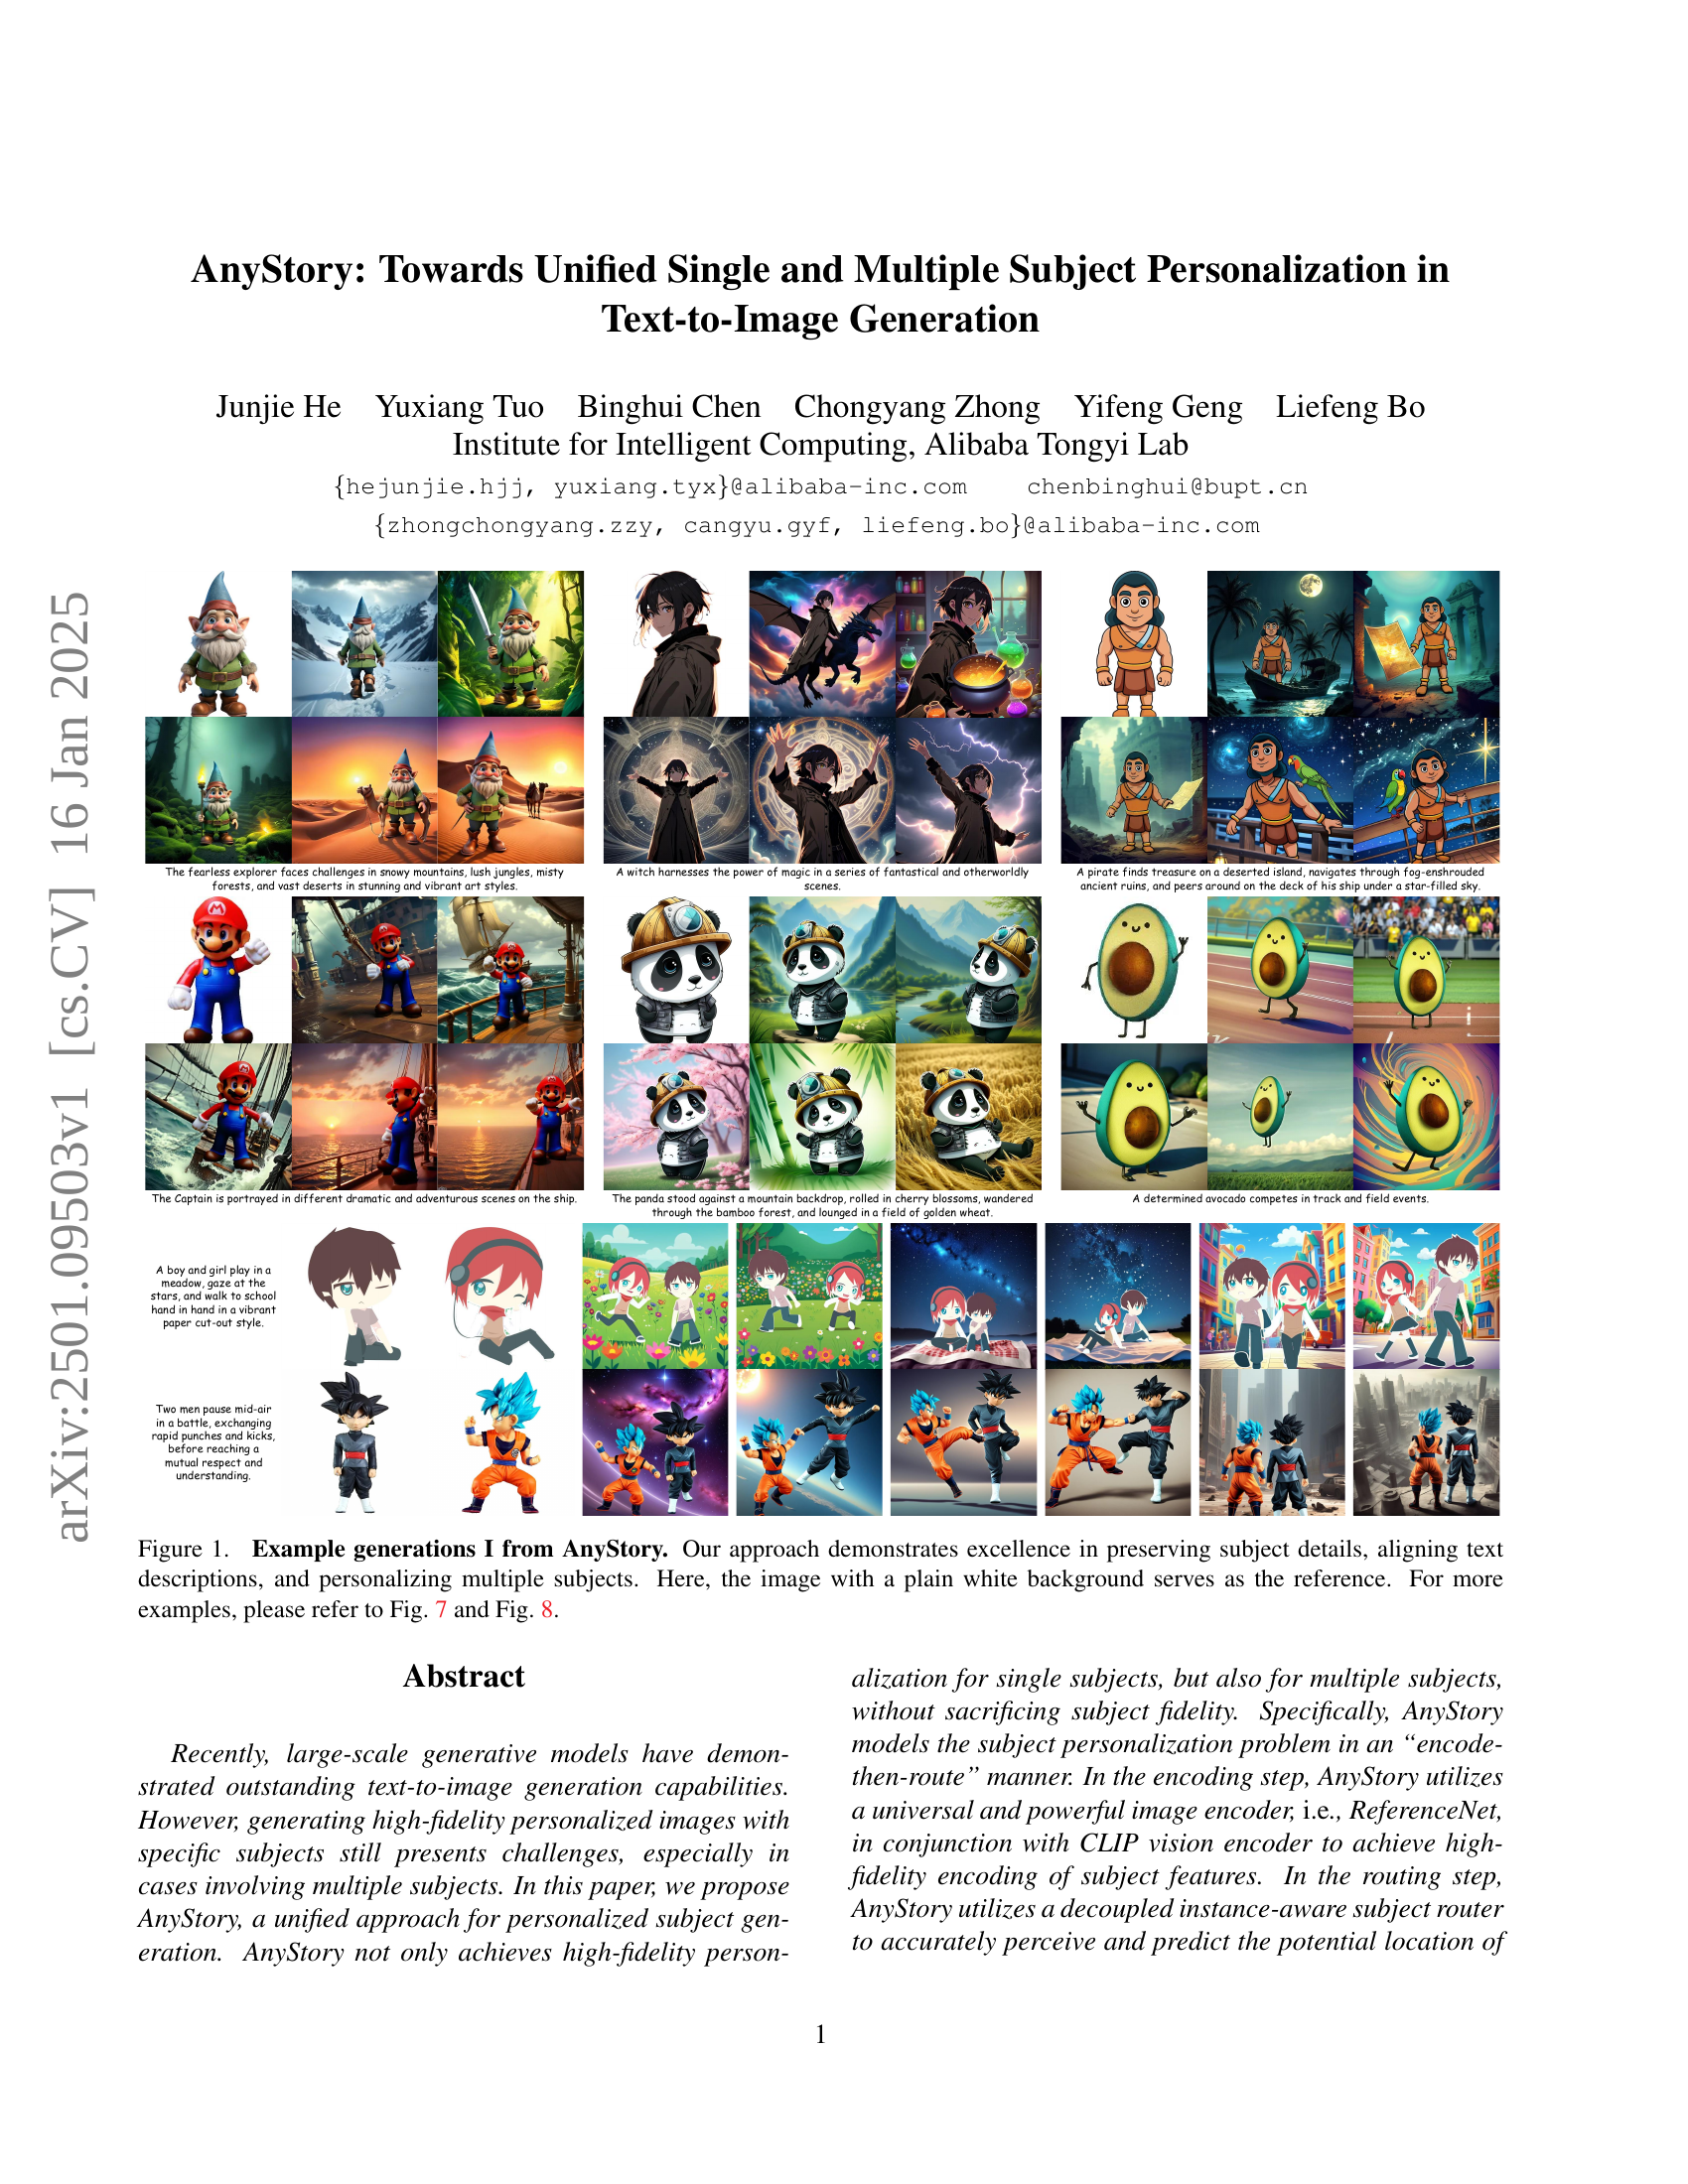 arXiv:2501.09503v1 [cs.CV] 16 Jan 2025
AnyStory: Towards Unified Single and Multiple Subject Personalization in
Text-to-Image Generation
Junjie He Yuxiang Tuo Binghui Chen Chongyang Zhong Yifeng Geng Liefeng Bo
Institute for Intelligent Computing, Alibaba Tongyi Lab
{hejunjie.hjj, yuxiang.tyx}@alibaba-inc.com chenbinghui@bupt.cn
{zhongchongyang.zzy, cangyu.gyf, liefeng.bo}@alibaba-inc.com
The fearless explorer faces challenges in snowy mountains, lush jungles, misty
forests, and vast deserts in stunning and vibrant art styles.
A witch harnesses the power of magic in a series of fantastical and otherworldly
scenes.
A pirate finds treasure on a deserted island, navigates through fog-enshrouded
ancient ruins, and peers around on the deck of his ship under a star-filled sky.
The Captain is portrayed in different dramatic and adventurous scenes on the ship.
The panda stood against a mountain backdrop, rolled in cherry blossoms, wandered
through the bamboo forest, and lounged in a field of golden wheat.
A determined avocado competes in track and field events.
A boy and girl play in a
meadow, gaze at the
stars, and walk to school
hand in hand in a vibrant
paper cut-out style.
Two men pause mid-air
in a battle, exchanging
rapid punches and kicks,
before reaching a
mutual respect and
understanding.
Figure 1. Example generations I from AnyStory. Our approach demonstrates excellence in preserving subject details, aligning text
descriptions, and personalizing multiple subjects. Here, the image with a plain white background serves as the reference. For more
examples, please refer to Fig. 7 and Fig. 8.
Abstract
Recently, large-scale generative models have demon-
strated outstanding text-to-image generation capabilities.
However, generating high-fidelity personalized images with
specific subjects still presents challenges, especially in
cases involving multiple subjects. In this paper, we propose
AnyStory, a unified approach for personalized subject gen-
eration. AnyStory not only achieves high-fidelity person-
alization for single subjects, but also for multiple subjects,
without sacrificing subject fidelity. Specifically, AnyStory
models the subject personalization problem in an “encode-
then-route” manner. In the encoding step, AnyStory utilizes
a universal and powerful image encoder, i.e., ReferenceNet,
in conjunction with CLIP vision encoder to achieve high-
fidelity encoding of subject features. In the routing step,
AnyStory utilizes a decoupled instance-aware subject router
to accurately perceive and predict the potential location of
1